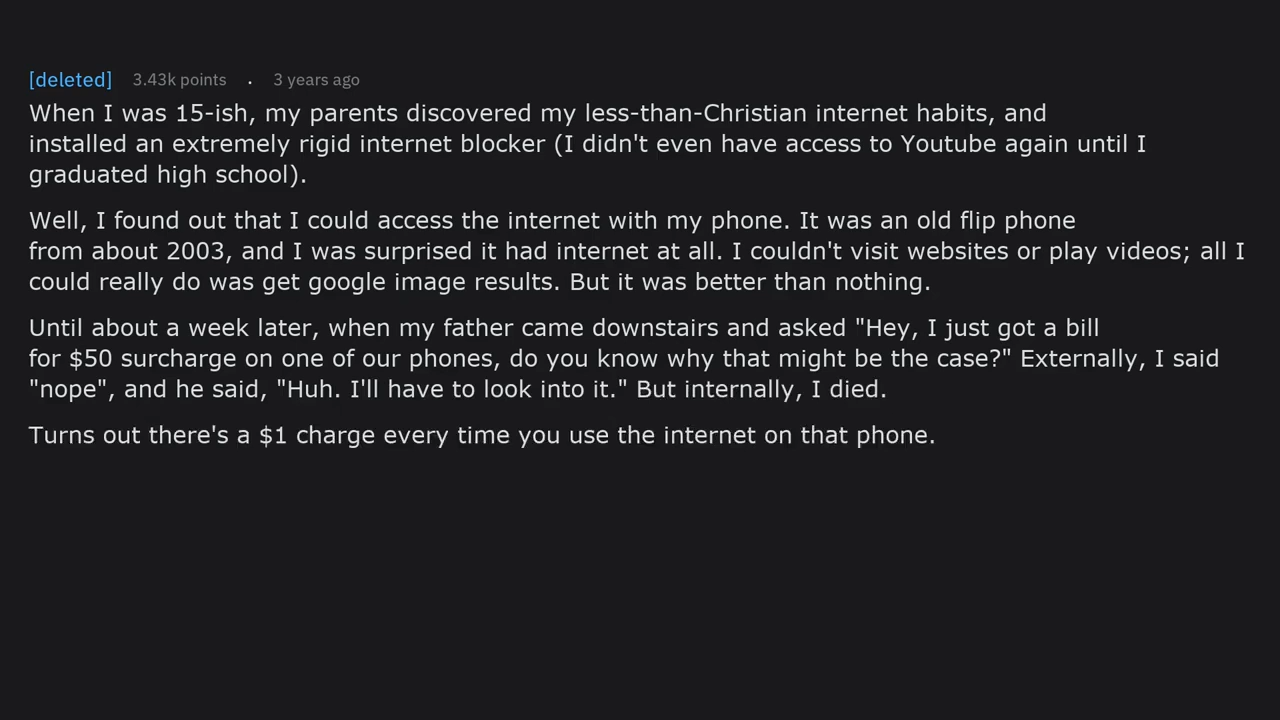 [deleted] 3.43k points . 3 years ago
When I was 15-ish, my parents discovered my less-than-Christian internet habits, and
installed an extremely rigid internet blocker (I didn't even have access to Youtube again until I
graduated high school).
Well, I found out that I could access the internet with my phone. It was an old flip phone
from about 2003, and I was surprised it had internet at all. I couldn't visit websites or play videos; all I
could really do was get google image results. But it was better than nothing.
Until about a week later, when my father came downstairs and asked "Hey, I just got a bill
for $50 surcharge on one of our phones, do you know why that might be the case?" Externally, I said
"nope", and he said, "Huh. I'll have to look into it." But internally, I died.
Turns out there's a $1 charge every time you use the internet on that phone.